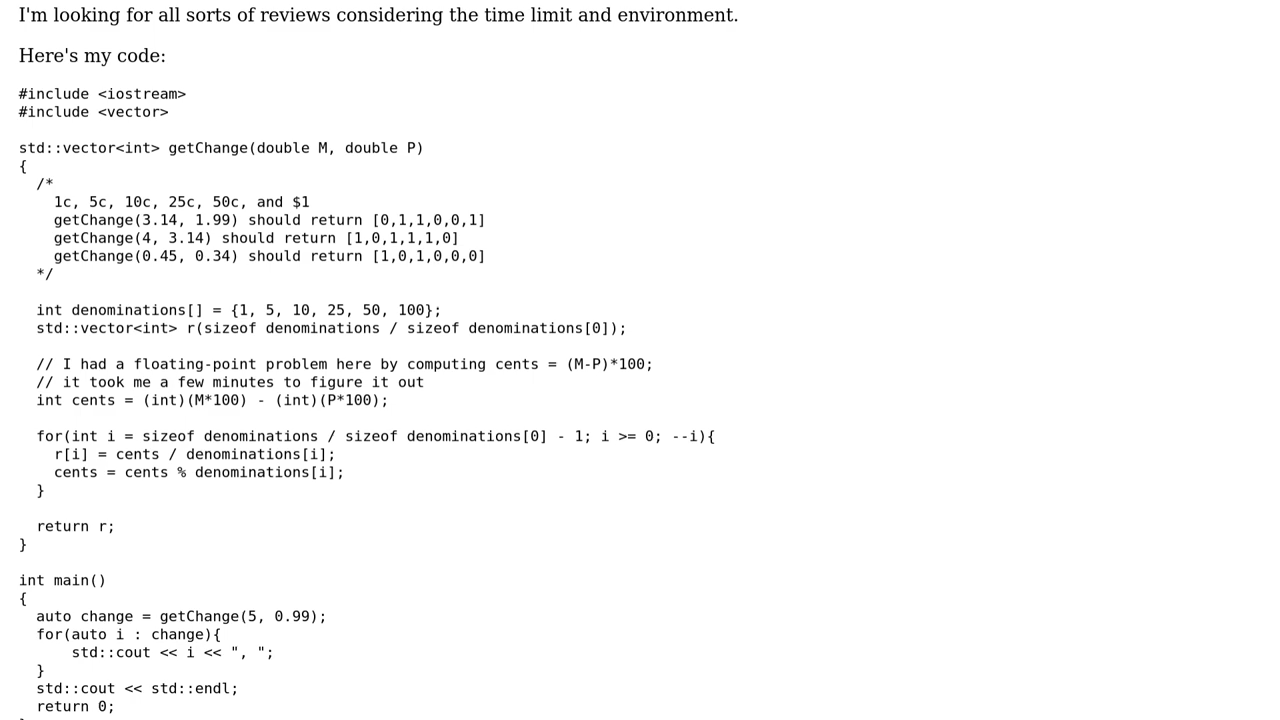 I'm looking for all sorts of reviews considering the time limit and environment.
Here's my code:
#include <iostream>
#include <vector>
std::vector<int> getChange(double M, double P)
{
  /*
    1c, 5c, 10c, 25c, 50c, and $1
    getChange(3.14, 1.99) should return [0,1,1,0,0,1]
    getChange(4, 3.14) should return [1,0,1,1,1,0]
    getChange(0.45, 0.34) should return [1,0,1,0,0,0]
  */
  int denominations[] = {1, 5, 10, 25, 50, 100};
  std::vector<int> r(sizeof denominations / sizeof denominations[0]);
  // I had a floating-point problem here by computing cents = (M-P)*100;
  // it took me a few minutes to figure it out
  int cents = (int)(M*100) - (int)(P*100);
  for(int i = sizeof denominations / sizeof denominations[0] - 1; i >= 0; --i){
    r[i] = cents / denominations[i];
    cents = cents % denominations[i];
  }
  return r;
}
int main()
{
  auto change = getChange(5, 0.99);
  for(auto i : change){
      std::cout << i << ", ";
  }
  std::cout << std::endl;
  return 0;